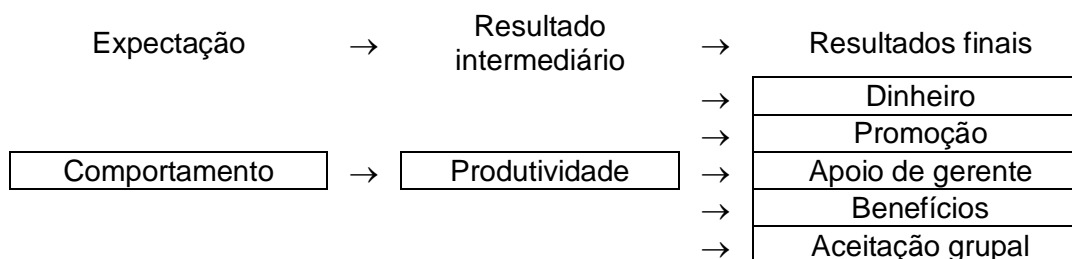 Expectação → Resultado intermediário → Resultados finais
→ Dinheiro
→ Promoção
Comportamento → Produtividade → Apoio de gerente
→ Benefícios
→ Aceitação grupal